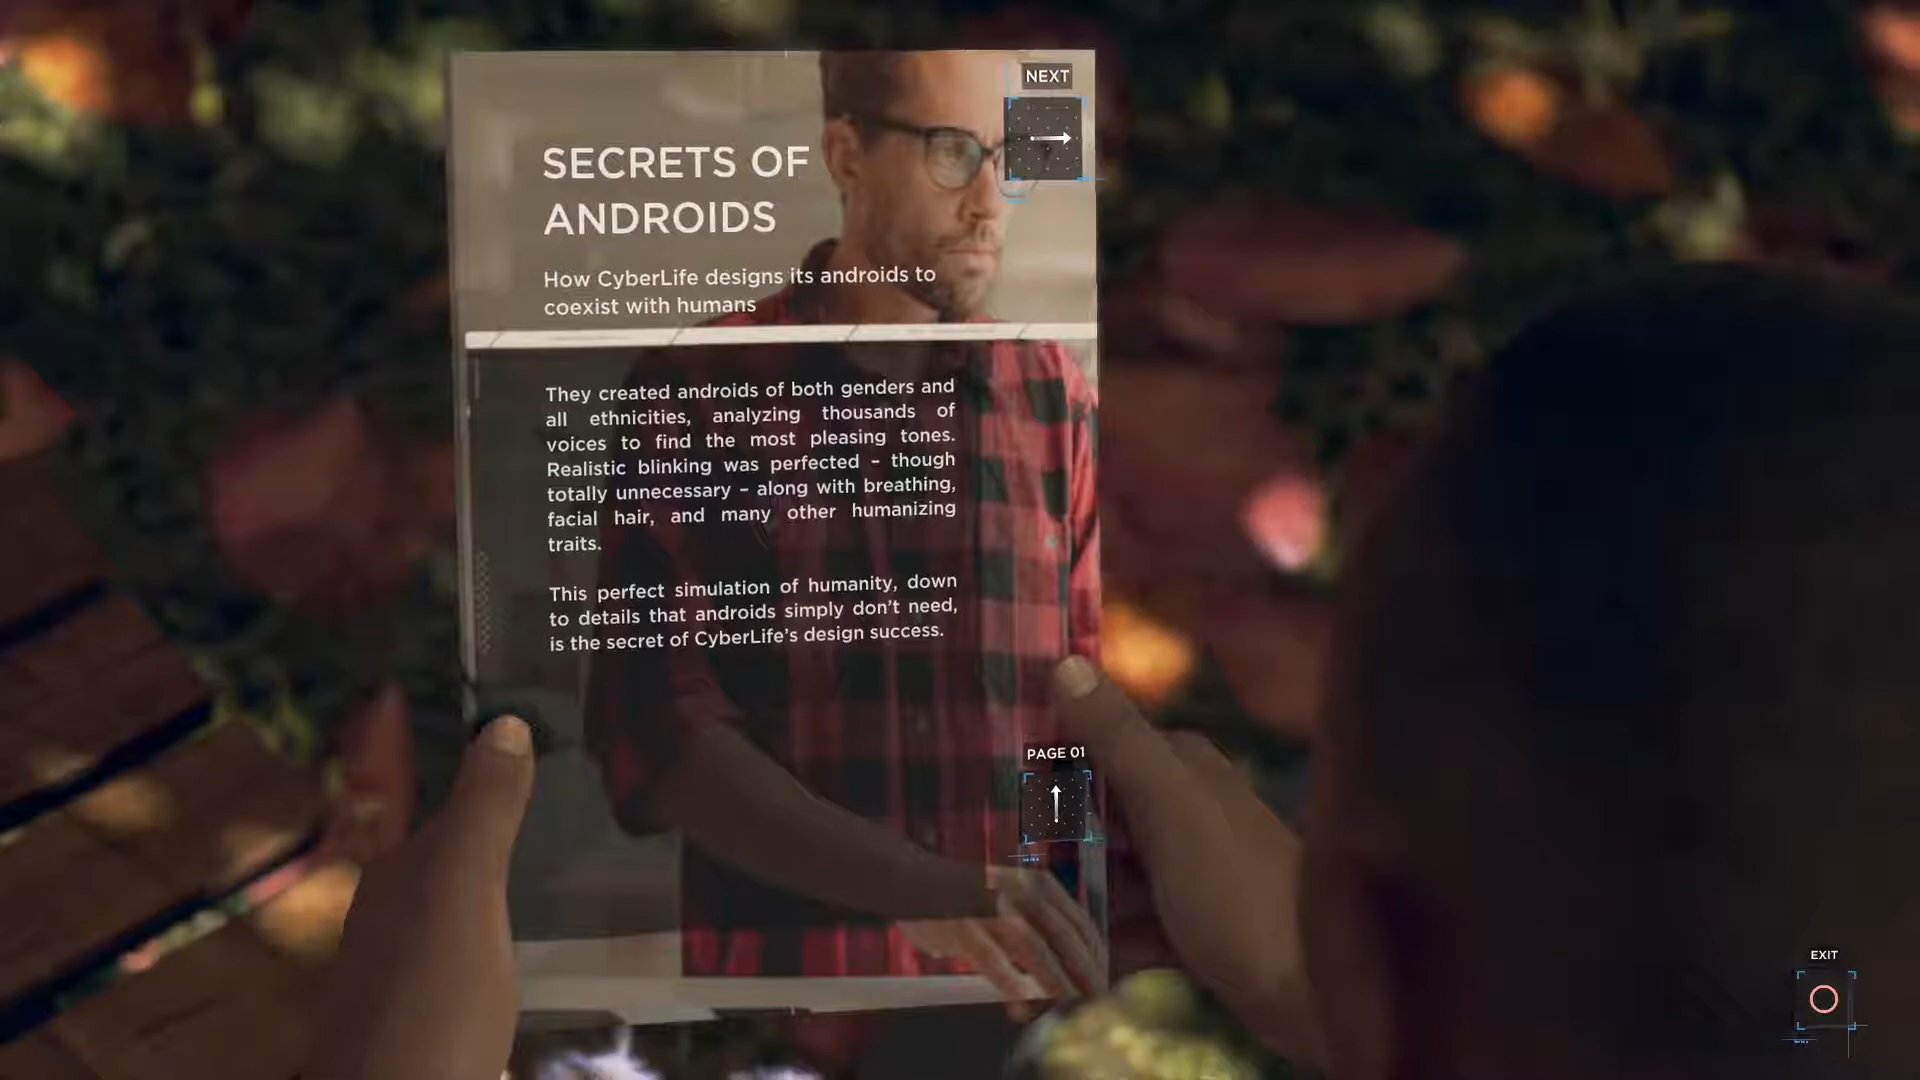 NEXT
SECRETS OF
ANDROIDS
How CyberLife designs its androids to
coexist with humans
They created androids of both genders and
all ethnicities, analyzing thousands of
voices to find the most pleasing tones.
Realistic blinking was perfected – though
totally unnecessary – along with breathing,
facial hair, and many other humanizing
traits.
This perfect simulation of humanity, down
to details that androids simply don't need,
is the secret of CyberLife's design success.
PAGE 01
EXIT